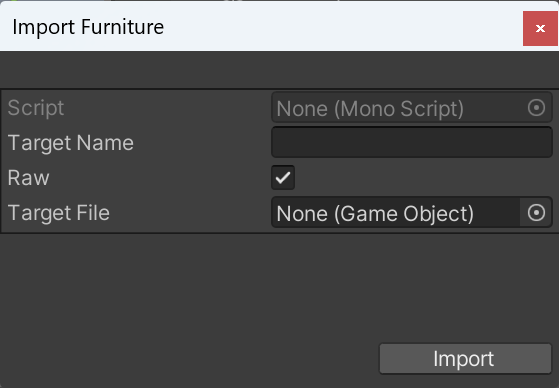 Import Furniture
Script None (Mono Script)
Target Name
Raw
Target File None (Game Object)
Import